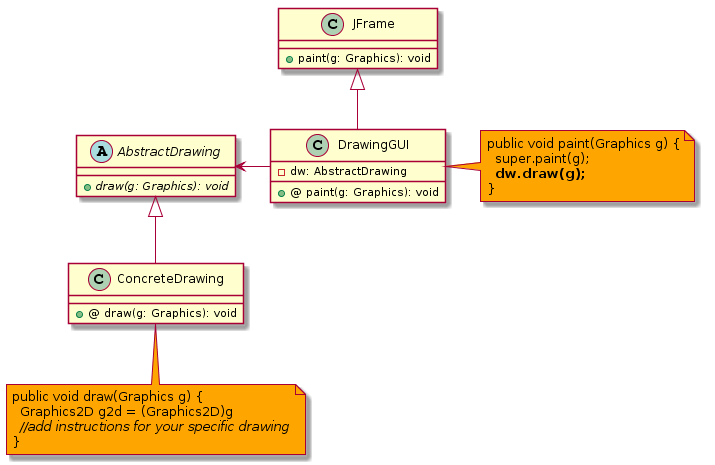 C JFrame
paint(g: Graphics): void
A AbstractDrawing
draw(g: Graphics): void
C DrawingGUI
dw: AbstractDrawing
@ paint(g: Graphics): void
public void paint(Graphics g) {
super.paint(g);
dw.draw(g);
}
C ConcreteDrawing
@ draw(g: Graphics): void
public void draw(Graphics g) {
Graphics2D g2d = (Graphics2D)g
//add instructions for your specific drawing
}